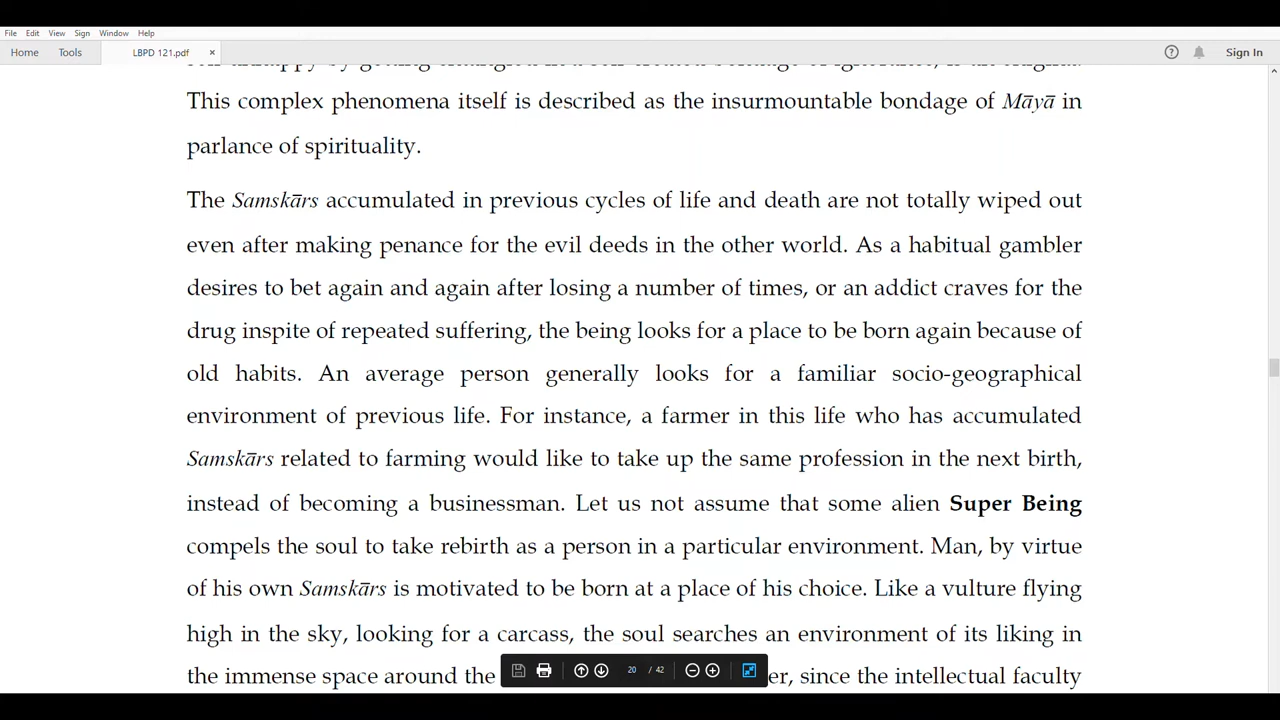 File Edit View Sign Window Help
Home Tools LBPD 121.pdf × ? Sign In
This complex phenomena itself is described as the insurmountable bondage of Māyā in
parlance of spirituality.
The Samskārs accumulated in previous cycles of life and death are not totally wiped out
even after making penance for the evil deeds in the other world. As a habitual gambler
desires to bet again and again after losing a number of times, or an addict craves for the
drug inspite of repeated suffering, the being looks for a place to be born again because of
old habits. An average person generally looks for a familiar socio-geographical
environment of previous life. For instance, a farmer in this life who has accumulated
Samskārs related to farming would like to take up the same profession in the next birth,
instead of becoming a businessman. Let us not assume that some alien Super Being
compels the soul to take rebirth as a person in a particular environment. Man, by virtue
of his own Samskārs is motivated to be born at a place of his choice. Like a vulture flying
high in the sky, looking for a carcass, the soul searches an environment of its liking in
the immense space around the er, since the intellectual faculty
20 / 42